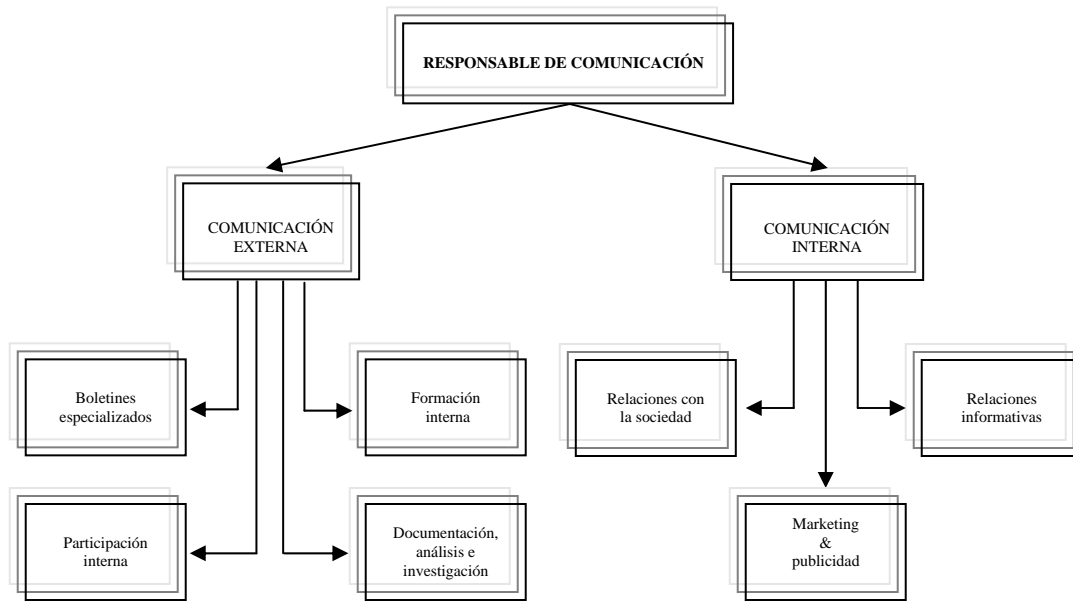 RESPONSABLE DE COMUNICACIÓN
COMUNICACIÓN
EXTERNA
COMUNICACIÓN
INTERNA
Boletines
especializados
Formación
interna
Relaciones con
la sociedad
Relaciones
informativas
Participación
interna
Documentación,
análisis e
investigación
Marketing
&
publicidad